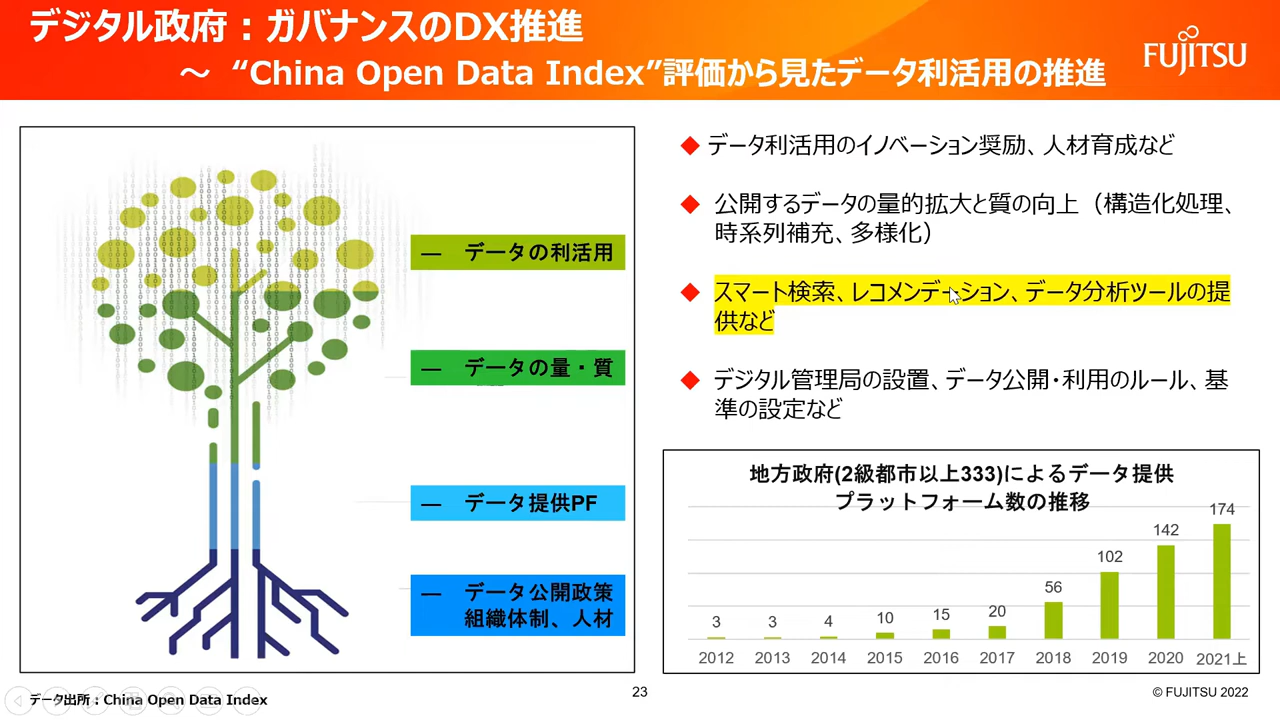 デジタル政府：ガバナンスのDX推進
～ “China Open Data Index”評価から見たデータ利活用の推進
FUJITSU
― データの利活用
― データの量・質
― データ提供PF
― データ公開政策
組織体制、人材
◆ データ利活用のイノベーション奨励、人材育成など
◆ 公開するデータの量的拡大と質の向上（構造化処理、
時系列補充、多様化）
◆ スマート検索、レコメンデーション、データ分析ツールの提
供など
◆ デジタル管理局の設置、データ公開・利用のルール、基
準の設定など
地方政府(2級都市以上333)によるデータ提供
プラットフォーム数の推移
3 3 4 10 15 20 56 102 142 174
2012 2013 2014 2015 2016 2017 2018 2019 2020 2021上
データ出所：China Open Data Index
23
© FUJITSU 2022